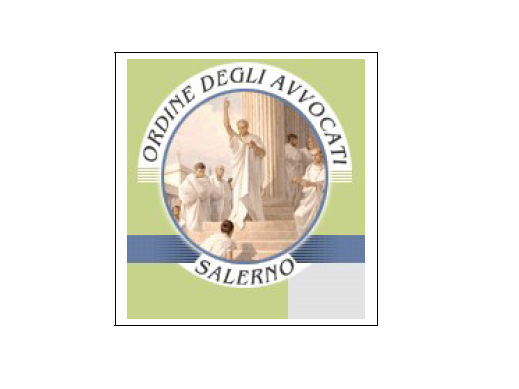 ORDINE DEGLI AVVOCATI
SALERNO